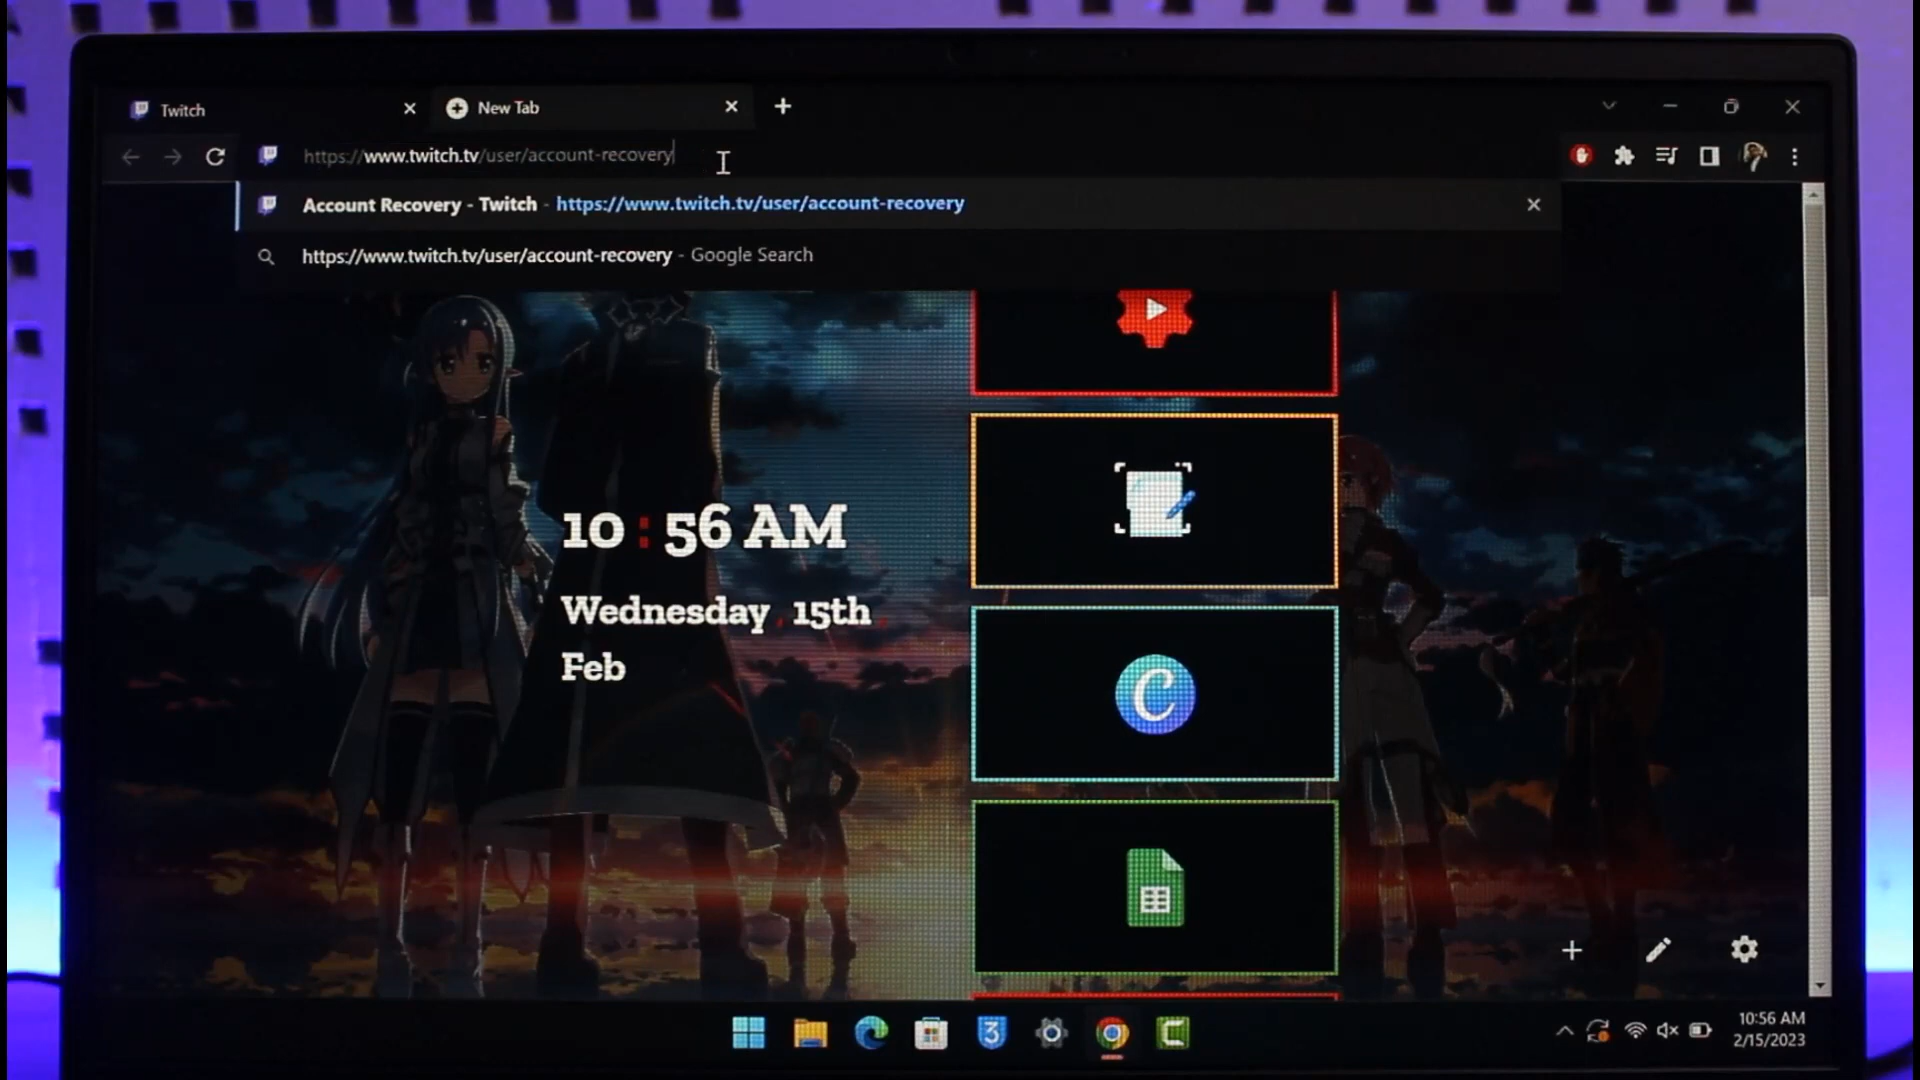 Twitch
New Tab
https://www.twitch.tv/user/account-recovery
Account Recovery - Twitch - https://www.twitch.tv/user/account-recovery
https://www.twitch.tv/user/account-recovery - Google Search
10:56 AM
Wednesday, 15th
Feb
C
3
10:56 AM
2/15/2023